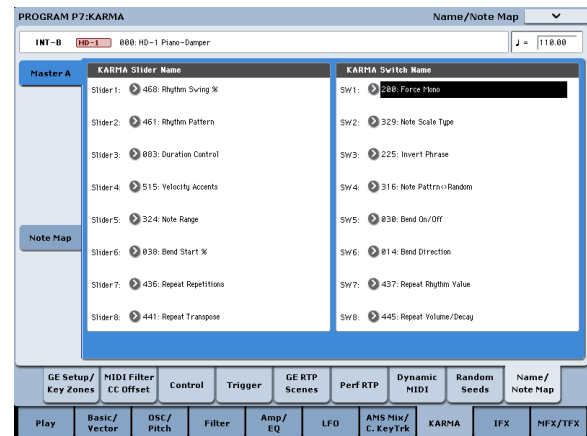 PROGRAM P7:KARMA Name/Note Map
INT-B HD-1 000: HD-1 Piano-Damper ♩ = 110.00
Master A
Note Map
KARMA Slider Name
Slider1: 468: Rhythm Swing %
Slider2: 461: Rhythm Pattern
Slider3: 083: Duration Control
Slider4: 515: Velocity Accents
Slider5: 324: Note Range
Slider6: 038: Bend Start %
Slider7: 436: Repeat Repetitions
Slider8: 441: Repeat Transpose
KARMA Switch Name
SW1: 200: Force Mono
SW2: 329: Note Scale Type
SW3: 225: Invert Phrase
SW4: 316: Note Pattrn<>Random
SW5: 030: Bend On/Off
SW6: 014: Bend Direction
SW7: 437: Repeat Rhythm Value
SW8: 445: Repeat Volume/Decay
GE Setup/ Key Zones
MIDI Filter CC Offset
Control
Trigger
GE RTP Scenes
Perf RTP
Dynamic MIDI
Random Seeds
Name/ Note Map
Play
Basic/ Vector
OSC/ Pitch
Filter
Amp/ EQ
LFO
AMS Mix/ C.KeyTrk
KARMA
IFX
MFX/TFX